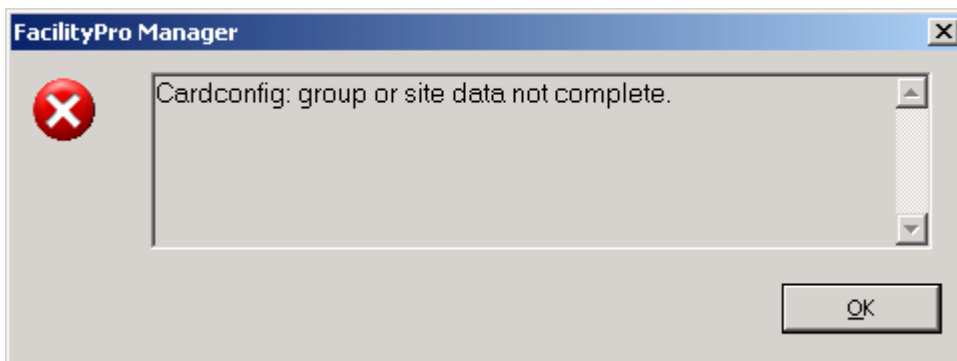 FacilityPro Manager
Cardconfig: group or site data not complete.
OK